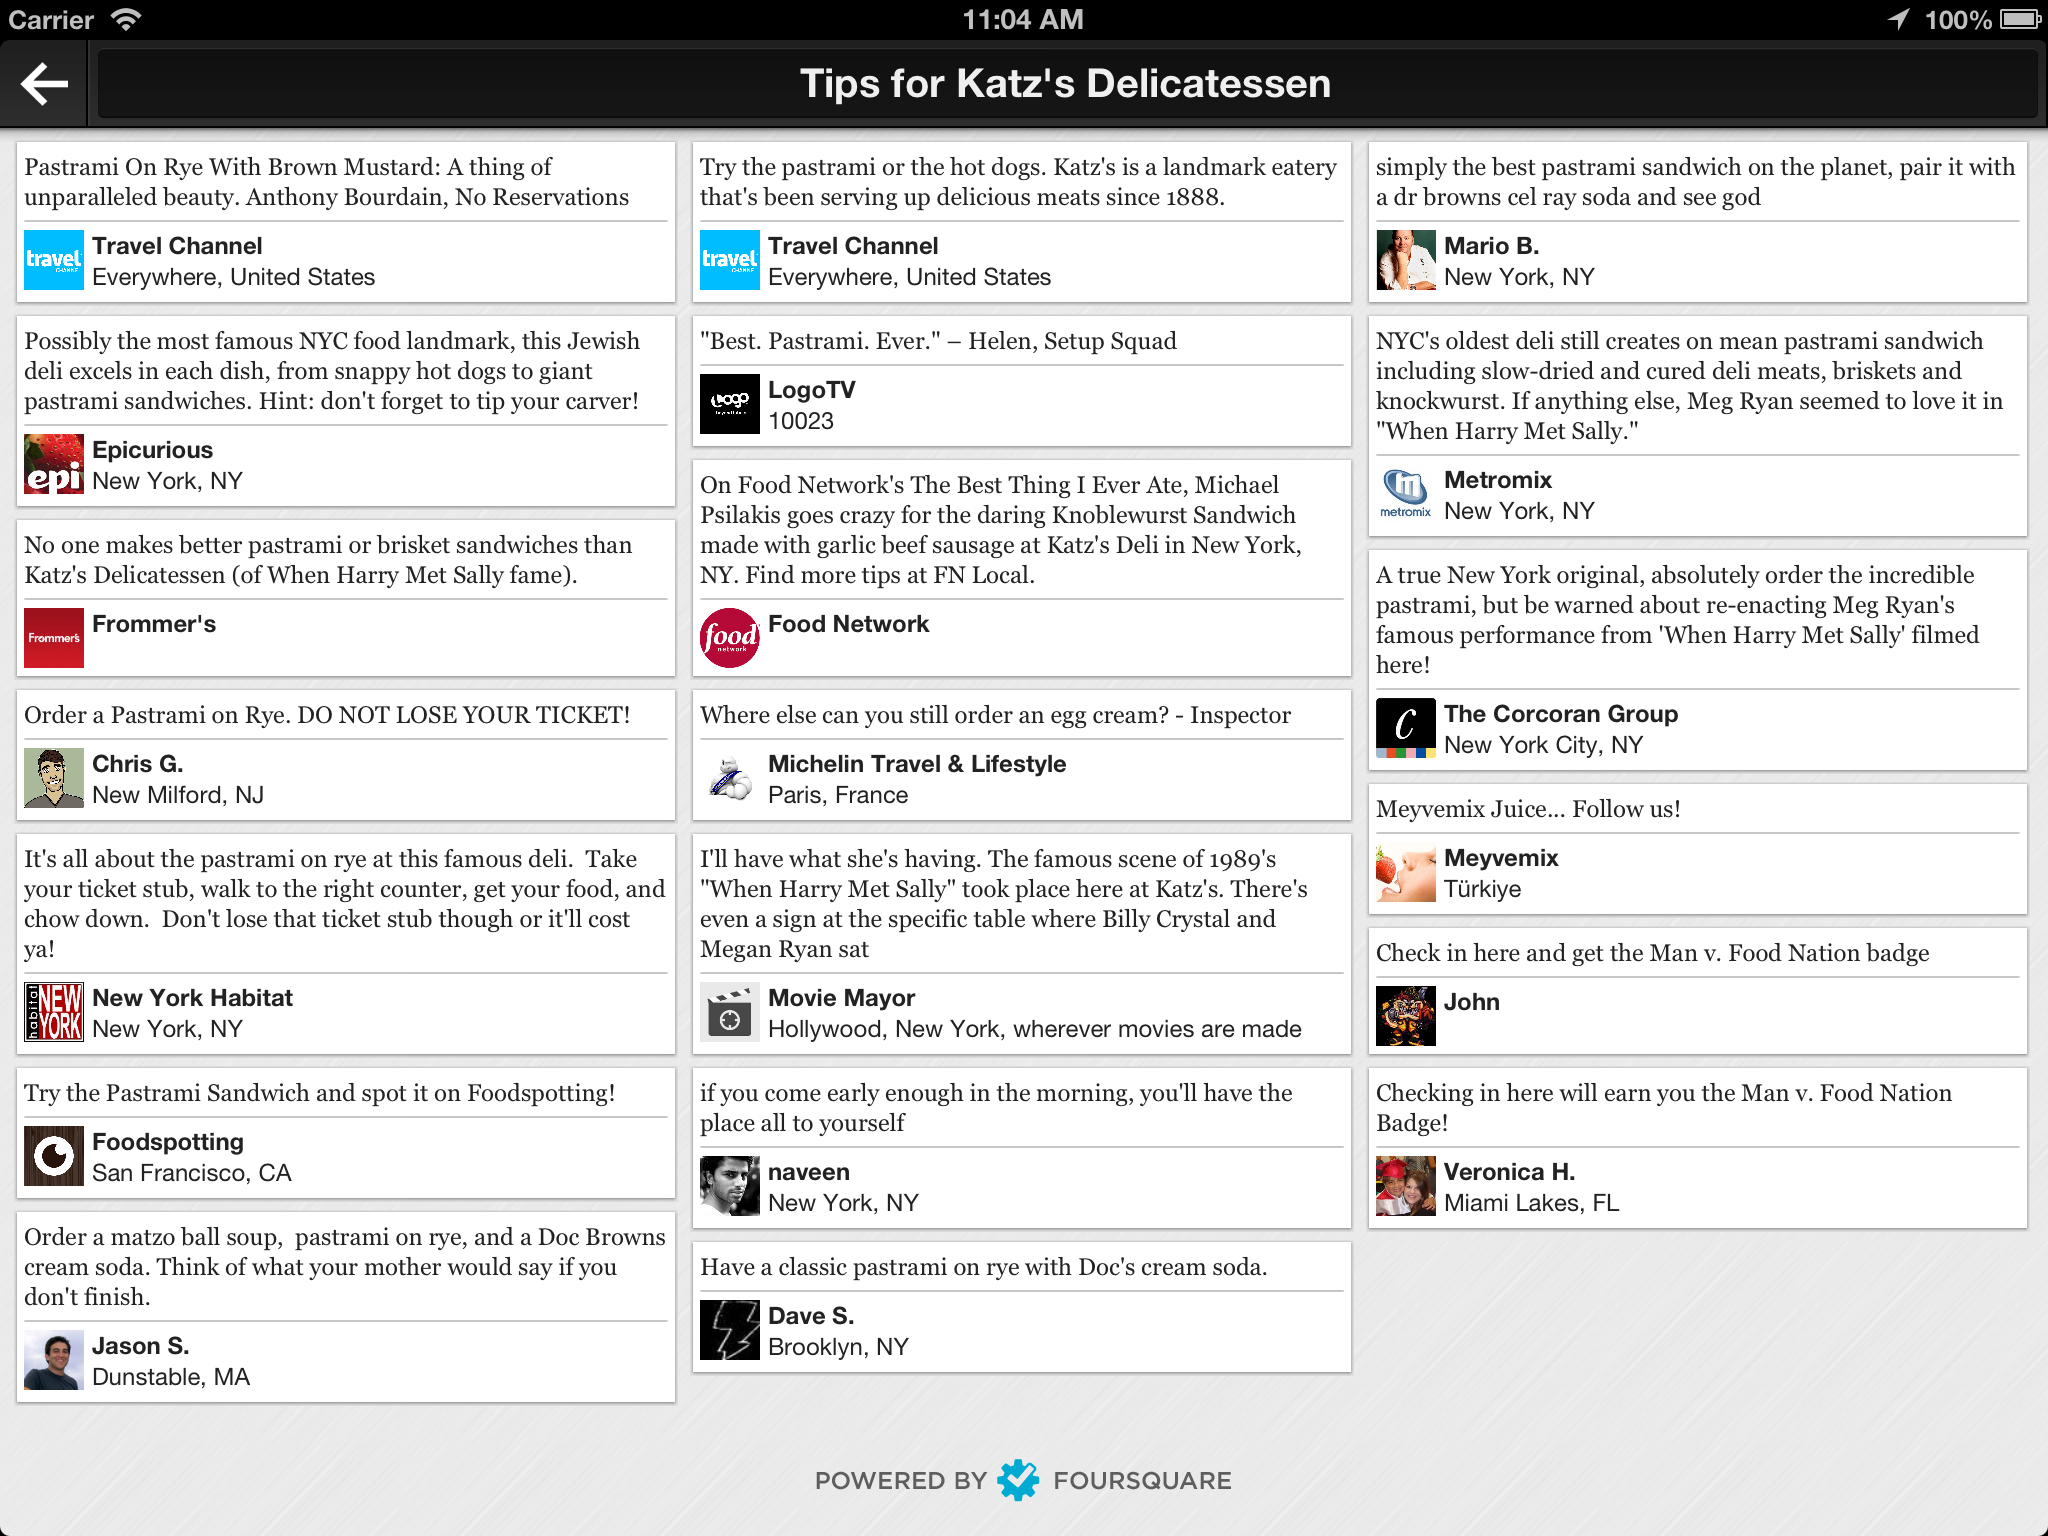 Carrier
11:04 AM
100%
Tips for Katz's Delicatessen
Pastrami On Rye With Brown Mustard: A thing of
unparalleled beauty. Anthony Bourdain, No Reservations
travel
CHANNEL
Travel Channel
Everywhere, United States
Possibly the most famous NYC food landmark, this Jewish
deli excels in each dish, from snappy hot dogs to giant
pastrami sandwiches. Hint: don't forget to tip your carver!
epi
Epicurious
New York, NY
No one makes better pastrami or brisket sandwiches than
Katz's Delicatessen (of When Harry Met Sally fame).
Frommer's
Frommer's
Order a Pastrami on Rye. DO NOT LOSE YOUR TICKET!
Chris G.
New Milford, NJ
It's all about the pastrami on rye at this famous deli.  Take
your ticket stub, walk to the right counter, get your food, and
chow down.  Don't lose that ticket stub though or it'll cost
ya!
habitat
NEW
YORK
New York Habitat
New York, NY
Try the Pastrami Sandwich and spot it on Foodspotting!
Foodspotting
San Francisco, CA
Order a matzo ball soup,  pastrami on rye, and a Doc Browns
cream soda. Think of what your mother would say if you
don't finish.
Jason S.
Dunstable, MA
Try the pastrami or the hot dogs. Katz's is a landmark eatery
that's been serving up delicious meats since 1888.
travel
CHANNEL
Travel Channel
Everywhere, United States
"Best. Pastrami. Ever." – Helen, Setup Squad
logo
LogoTV
10023
On Food Network's The Best Thing I Ever Ate, Michael
Psilakis goes crazy for the daring Knoblewurst Sandwich
made with garlic beef sausage at Katz's Deli in New York,
NY. Find more tips at FN Local.
food
network
Food Network
Where else can you still order an egg cream? - Inspector
Michelin Travel & Lifestyle
Paris, France
I'll have what she's having. The famous scene of 1989's
"When Harry Met Sally" took place here at Katz's. There's
even a sign at the specific table where Billy Crystal and
Megan Ryan sat
Movie Mayor
Hollywood, New York, wherever movies are made
if you come early enough in the morning, you'll have the
place all to yourself
naveen
New York, NY
Have a classic pastrami on rye with Doc's cream soda.
Dave S.
Brooklyn, NY
simply the best pastrami sandwich on the planet, pair it with
a dr browns cel ray soda and see god
Mario B.
New York, NY
NYC's oldest deli still creates on mean pastrami sandwich
including slow-dried and cured deli meats, briskets and
knockwurst. If anything else, Meg Ryan seemed to love it in
"When Harry Met Sally."
m
metromix
Metromix
New York, NY
A true New York original, absolutely order the incredible
pastrami, but be warned about re-enacting Meg Ryan's
famous performance from 'When Harry Met Sally' filmed
here!
C
The Corcoran Group
New York City, NY
Meyvemix Juice... Follow us!
Meyvemix
Türkiye
Check in here and get the Man v. Food Nation badge
John
Checking in here will earn you the Man v. Food Nation
Badge!
Veronica H.
Miami Lakes, FL
POWERED BY FOURSQUARE